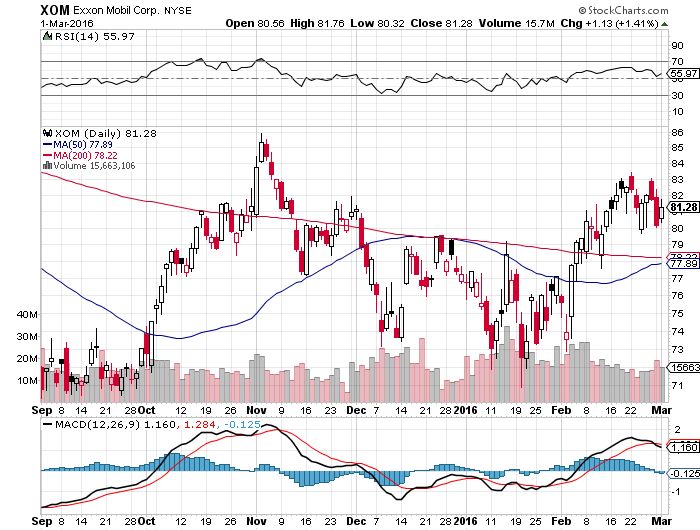 XOM Exxon Mobil Corp. NYSE © StockCharts.com
1-Mar-2016 Open 80.56 High 81.76 Low 80.32 Close 81.28 Volume 15.7M Chg +1.13 (+1.41%)
RSI(14) 55.97
90
70
55.97
50
30
10
XOM (Daily) 81.28
MA(50) 77.89
MA(200) 78.22
Volume 15,663,106
86
85
84
83
82
81.28
81
80
79
78.22
77.89
77
76
75
74
73
72
15663
71
40M
30M
20M
10M
Sep 8 14 21 28 Oct 12 19 26 Nov 9 16 23 Dec 7 14 21 28 2016 11 19 25 Feb 8 16 22 Mar
MACD(12,26,9) 1.160, 1.284, -0.125
2
1.160
-0.125
-1
Sep 8 14 21 28 Oct 12 19 26 Nov 9 16 23 Dec 7 14 21 28 2016 11 19 25 Feb 8 16 22 Mar